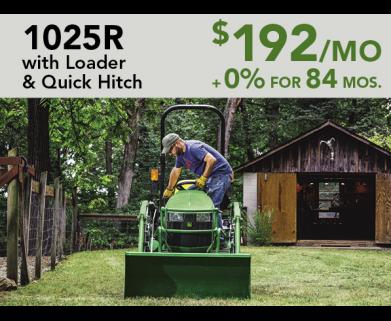 1025R
with Loader
& Quick Hitch
$192/MO
+ 0% FOR 84 MOS.